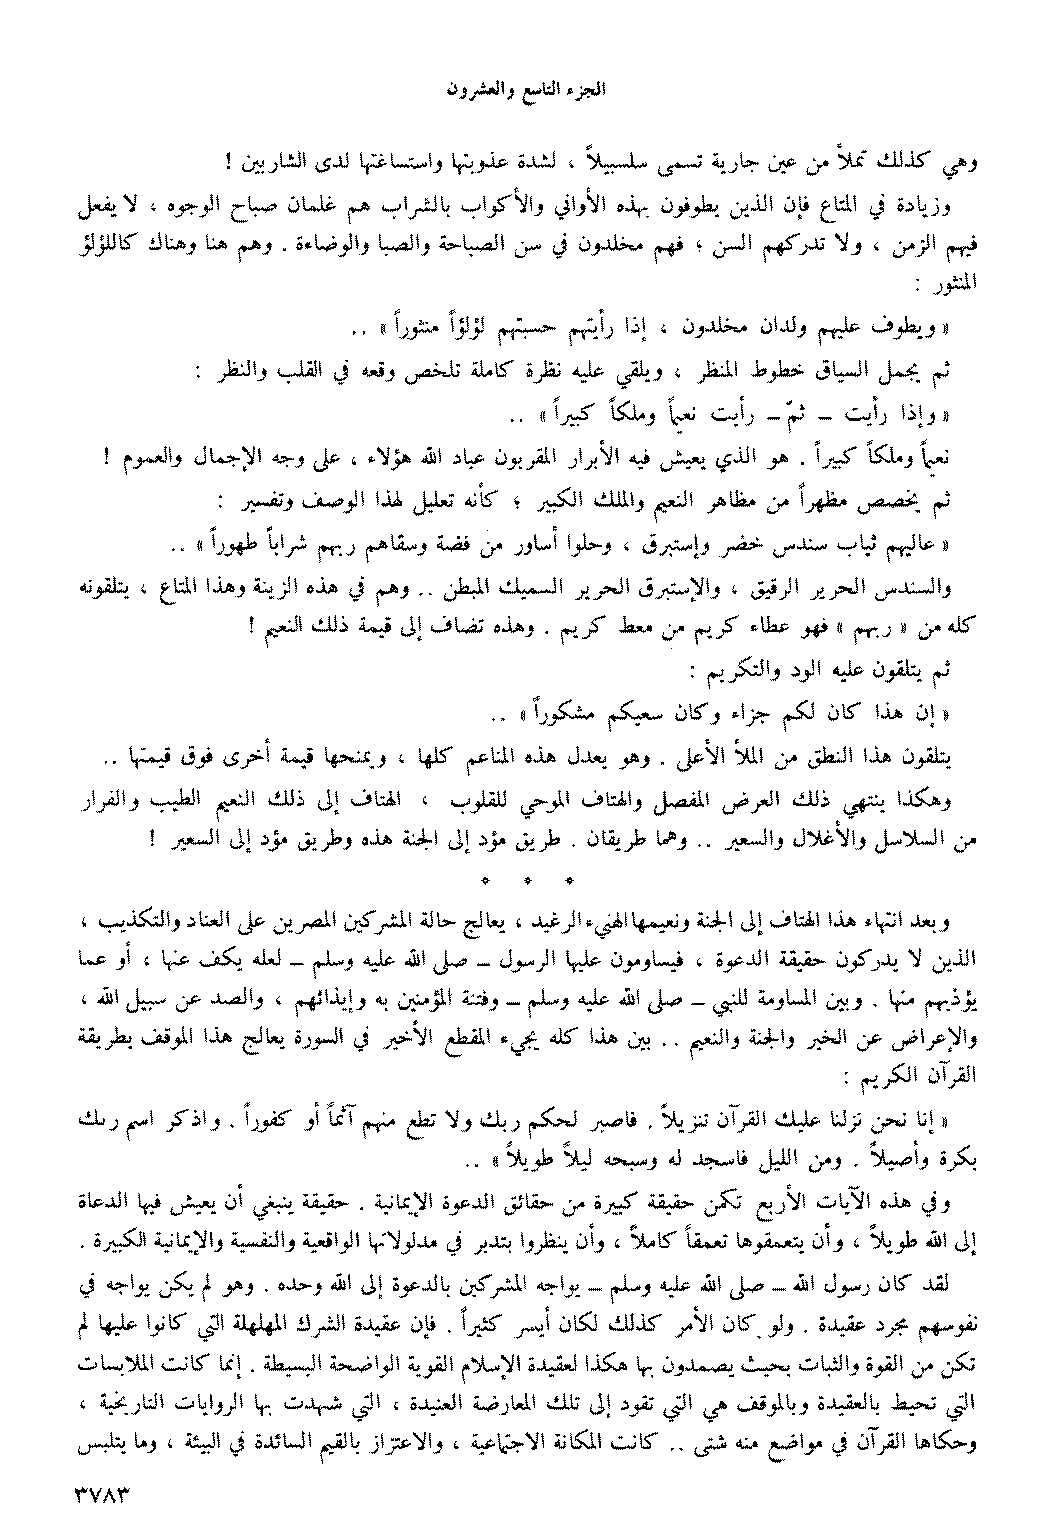 الجزء التاسع والعشرون
وهي كذلك تملأ من عين جارية تسمى سلسبيلاً ، لشدة عذوبتها واستساغتها لدى الشاربين !
وزيادة في المتاع فإن الذين يطوفون بهذه الأواني والأكواب بالشراب هم غلمان صباح الوجوه ، لا يفعل
فيهم الزمن ، ولا تدركهم السن ؛ فهم مخلدون في سن الصباحة والصبا والوضاءة . وهم هنا وهناك كاللؤلؤ
المنثور :
« ويطوف عليهم ولدان مخلدون ، إذا رأيتهم حسبتهم لؤلؤاً منثوراً » ..
ثم يجمل السياق خطوط المنظر ، ويلقي عليه نظرة كاملة تلخص وقعه في القلب والنظر :
« وإذا رأيت – ثمّ – رأيت نعيماً وملكاً كبيراً » ..
نعيماً وملكاً كبيراً . هو الذي يعيش فيه الأبرار المقربون عباد الله هؤلاء ، على وجه الإجمال والعموم !
ثم يخصص مظهراً من مظاهر النعيم والملك الكبير ؛ كأنه تعليل لهذا الوصف وتفسير :
« عاليهم ثياب سندس خضر وإستبرق ، وحلوا أساور من فضة وسقاهم ربهم شراباً طهوراً » ..
والسندس الحرير الرقيق ، والإستبرق الحرير السميك المبطن .. وهم في هذه الزينة وهذا المتاع ، يتلقونه
كله من « ربهم » فهو عطاء كريم من معط كريم . وهذه تضاف إلى قيمة ذلك النعيم !
ثم يتلقون عليه الود والتكريم :
« إن هذا كان لكم جزاء وكان سعيكم مشكوراً » ..
يتلقون هذا النطق من الملأ الأعلى . وهو يعدل هذه المناعم كلها ، ويمنحها قيمة أخرى فوق قيمتها ..
وهكذا ينتهي ذلك العرض المفصل والهتاف الموحي للقلوب ، الهتاف إلى ذلك النعيم الطيب والفرار
من السلاسل والأغلال والسعير .. وهما طريقان . طريق مؤد إلى الجنة هذه وطريق مؤد إلى السعير !
* * *
وبعد انتهاء هذا الهتاف إلى الجنة ونعيمها الهنيء الرغيد ، يعالج حالة المشركين المصرين على العناد والتكذيب ،
الذين لا يدركون حقيقة الدعوة ، فيساومون عليها الرسول – صلى الله عليه وسلم – لعله يكف عنها ، أو عما
يؤذيهم منها . وبين المساومة للنبي – صلى الله عليه وسلم – وفتنة المؤمنين به وإيذائهم ، والصد عن سبيل الله ،
والإعراض عن الخير والجنة والنعيم .. بين هذا كله يجيء المقطع الأخير في السورة يعالج هذا الموقف بطريقة
القرآن الكريم :
« إنا نحن نزلنا عليك القرآن تنزيلاً . فاصبر لحكم ربك ولا تطع منهم آثماً أو كفوراً . واذكر اسم ربك
بكرة وأصيلاً . ومن الليل فاسجد له وسبحه ليلاً طويلاً » ..
وفي هذه الآيات الأربع تكمن حقيقة كبيرة من حقائق الدعوة الإيمانية . حقيقة ينبغي أن يعيش فيها الدعاة
إلى الله طويلاً ، وأن يتعمقوها تعمقاً كاملاً ، وأن ينظروا بتدبر في مدلولاتها الواقعية والنفسية والإيمانية الكبيرة .
لقد كان رسول الله – صلى الله عليه وسلم – يواجه المشركين بالدعوة إلى الله وحده . وهو لم يكن يواجه في
نفوسهم مجرد عقيدة . ولو كان الأمر كذلك لكان أيسر كثيراً . فإن عقيدة الشرك المهلهلة التي كانوا عليها لم
تكن من القوة والثبات بحيث يصمدون بها هكذا لعقيدة الإسلام القوية الواضحة البسيطة . إنما كانت الملابسات
التي تحيط بالعقيدة وبالموقف هي التي تقود إلى تلك المعارضة العنيدة ، التي شهدت بها الروايات التاريخية ،
وحكاها القرآن في مواضع منه شتى .. كانت المكانة الاجتماعية ، والاعتزاز بالقيم السائدة في البيئة ، وما يتلبس
٣٧٨٣